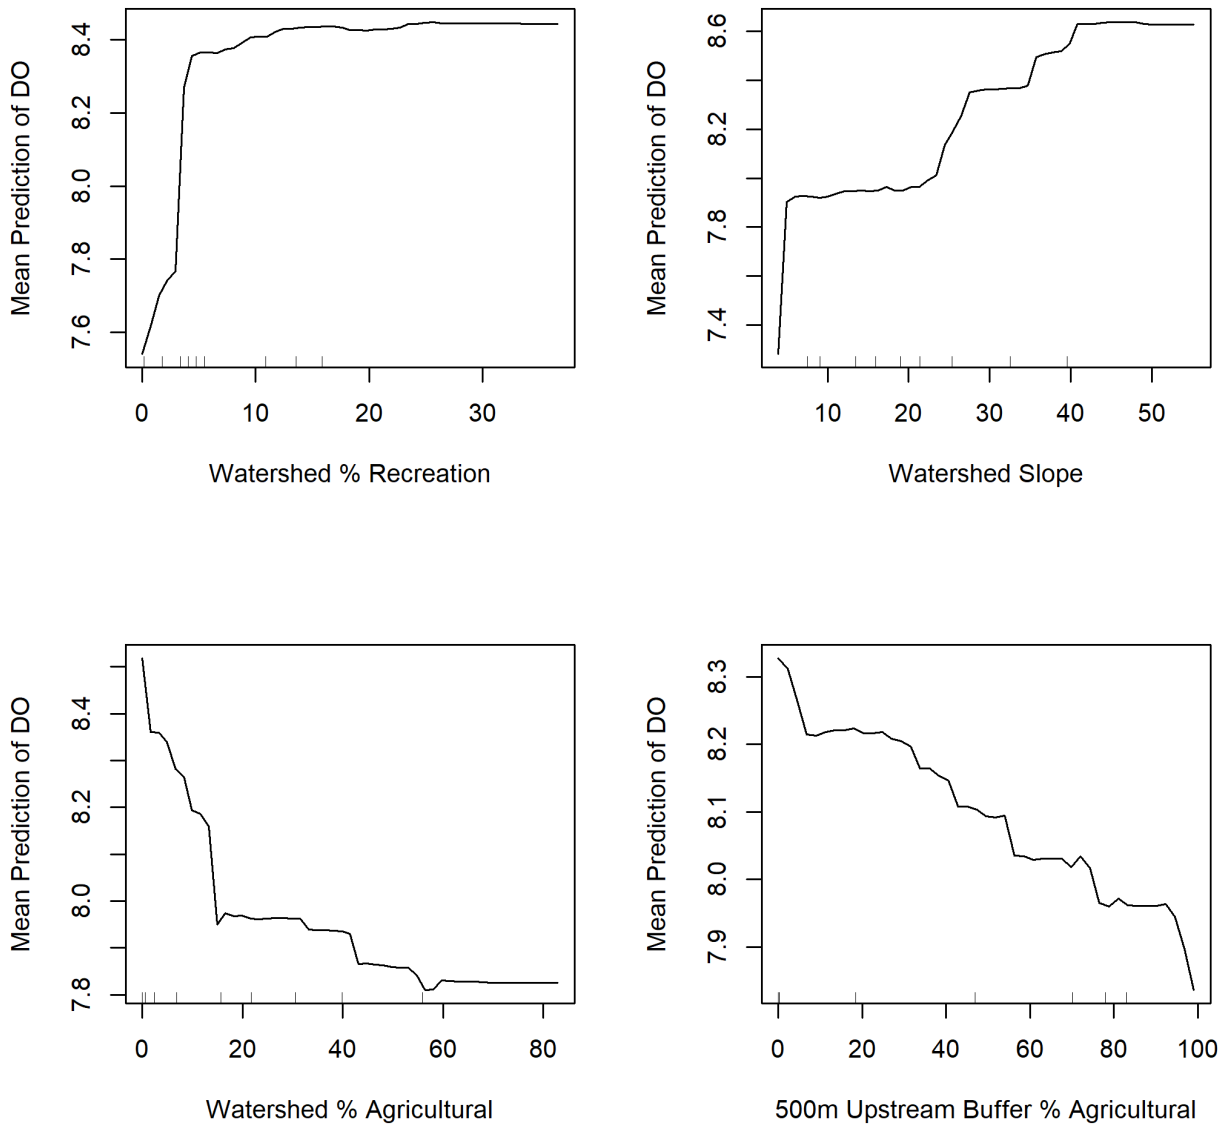 Mean Prediction of DO
7.6 7.8 8.0 8.2 8.4
0 10 20 30
Watershed % Recreation
Mean Prediction of DO
7.4 7.8 8.2 8.6
10 20 30 40 50
Watershed Slope
Mean Prediction of DO
7.8 8.0 8.2 8.4
0 20 40 60 80
Watershed % Agricultural
Mean Prediction of DO
7.9 8.0 8.1 8.2 8.3
0 20 40 60 80 100
500m Upstream Buffer % Agricultural